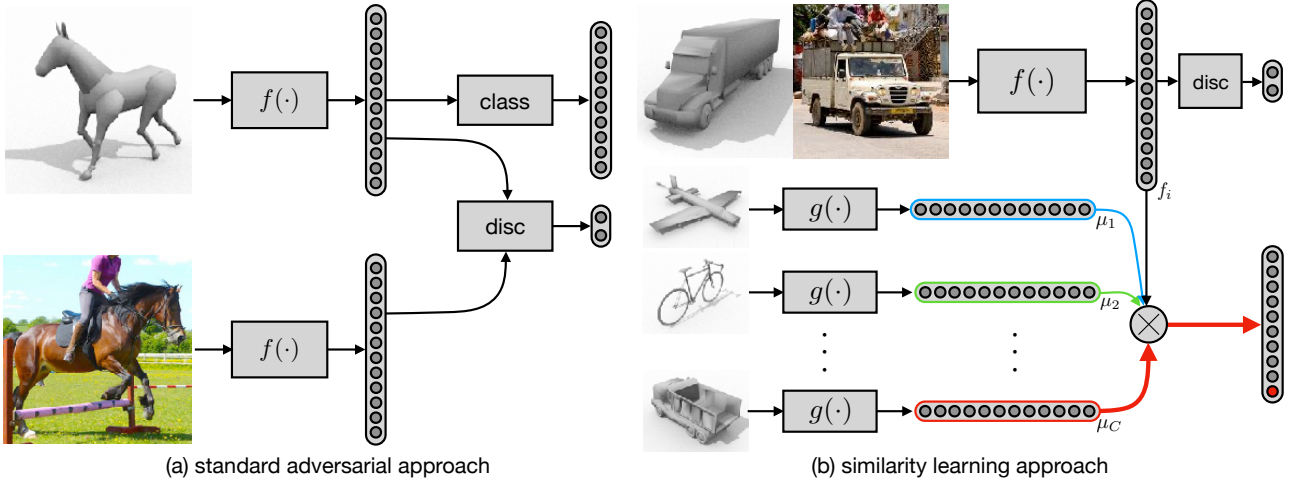 f(·)
class
disc
f(·)
(a) standard adversarial approach
f(·)
disc
f_i
g(·)
μ_1
g(·)
μ_2
g(·)
μ_C
(b) similarity learning approach